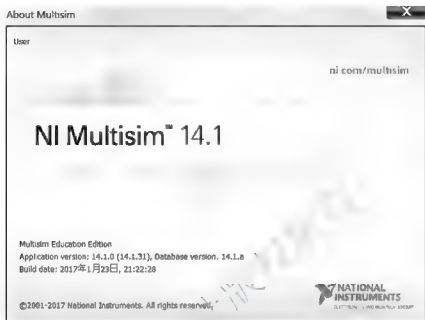 About Multisim
X
User
ni com/multisim
NI Multisim™ 14.1
Multisim Education Edition
Application version: 14.1.0 (14.1.31), Database version. 14.1.a
Build date: 2017年1月23日, 21:22:28
©2001-2017 National Instruments. All rights reserved.
NATIONAL
INSTRUMENTS